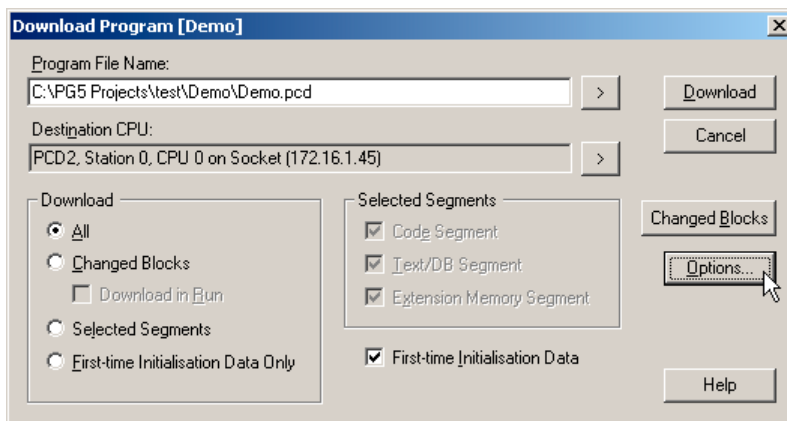 Download Program [Demo]
Program File Name:
C:\PG5 Projects\test\Demo\Demo.pcd
>
Download
Destination CPU:
Cancel
PCD2, Station 0, CPU 0 on Socket (172.16.1.45)
>
Download
All
Changed Blocks
Download in Run
Selected Segments
First-time Initialisation Data Only
Selected Segments
Code Segment
Text/DB Segment
Extension Memory Segment
First-time Initialisation Data
Changed Blocks
Options...
Help